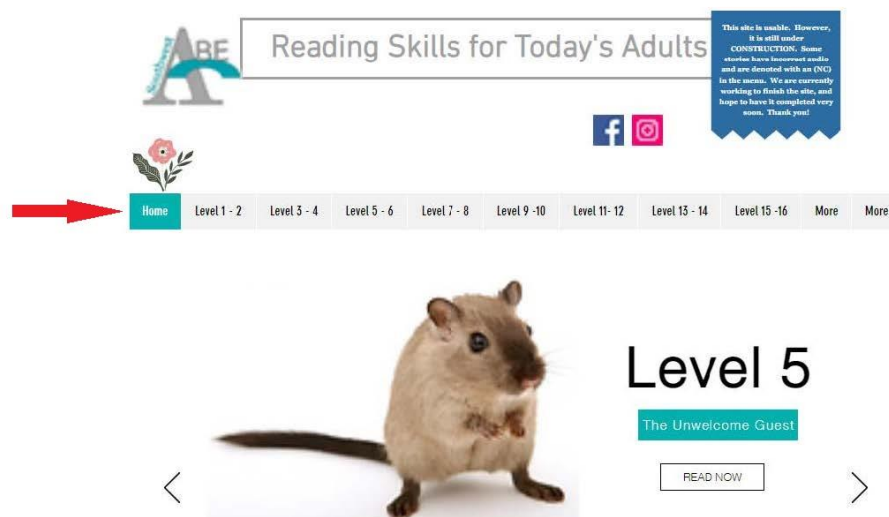 Southwest
ABE
Reading Skills for Today's Adults
This site is usable. However,
it is still under
CONSTRUCTION. Some
stories have incorrect audio
and are denoted with an (NC)
in the menu. We are currently
working to finish the site, and
hope to have it completed very
soon. Thank you!
f
Home Level 1 - 2 Level 3 - 4 Level 5 - 6 Level 7 - 8 Level 9 -10 Level 11- 12 Level 13 - 14 Level 15 -16 More More
Level 5
The Unwelcome Guest
READ NOW